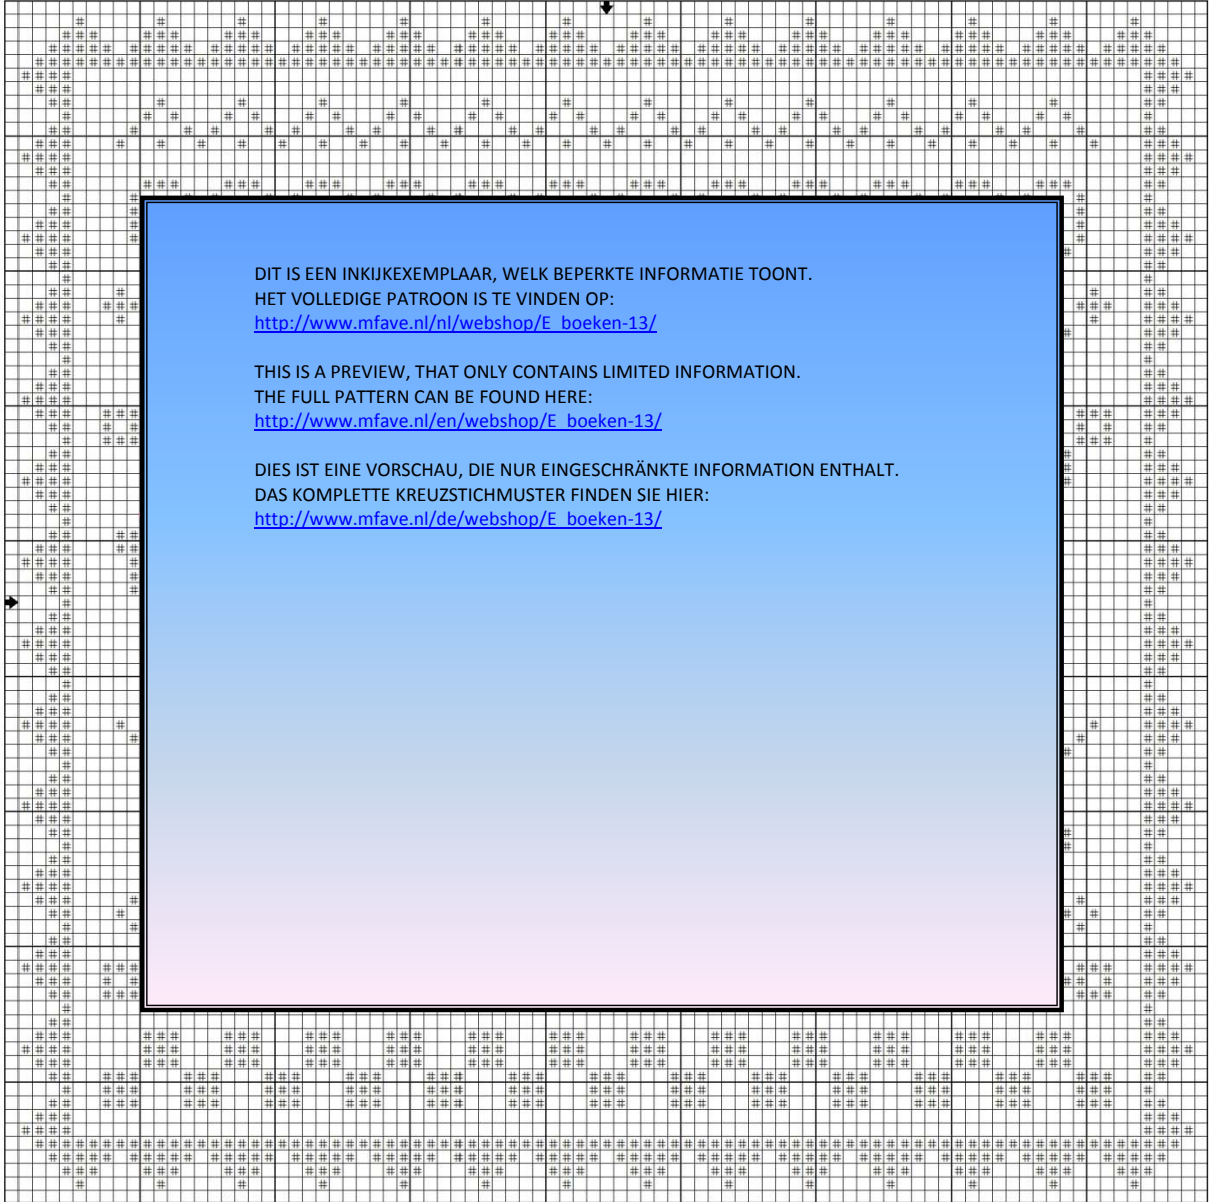 DIT IS EEN INKIJKEXEMPLAAR, WELK BEPERKTE INFORMATIE TOONT.
HET VOLLEDIGE PATROON IS TE VINDEN OP:
http://www.mfave.nl/nl/webshop/E_boeken-13/
THIS IS A PREVIEW, THAT ONLY CONTAINS LIMITED INFORMATION.
THE FULL PATTERN CAN BE FOUND HERE:
http://www.mfave.nl/en/webshop/E_boeken-13/
DIES IST EINE VORSCHAU, DIE NUR EINGESCHRÄNKTE INFORMATION ENTHALT.
DAS KOMPLETTE KREUZSTICHMUSTER FINDEN SIE HIER:
http://www.mfave.nl/de/webshop/E_boeken-13/